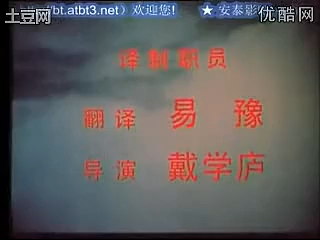 //bt.atbt3.net）欢迎您!
★ 安泰影
优酷网
土豆网
译制职员
翻译 易豫
导演 戴学庐